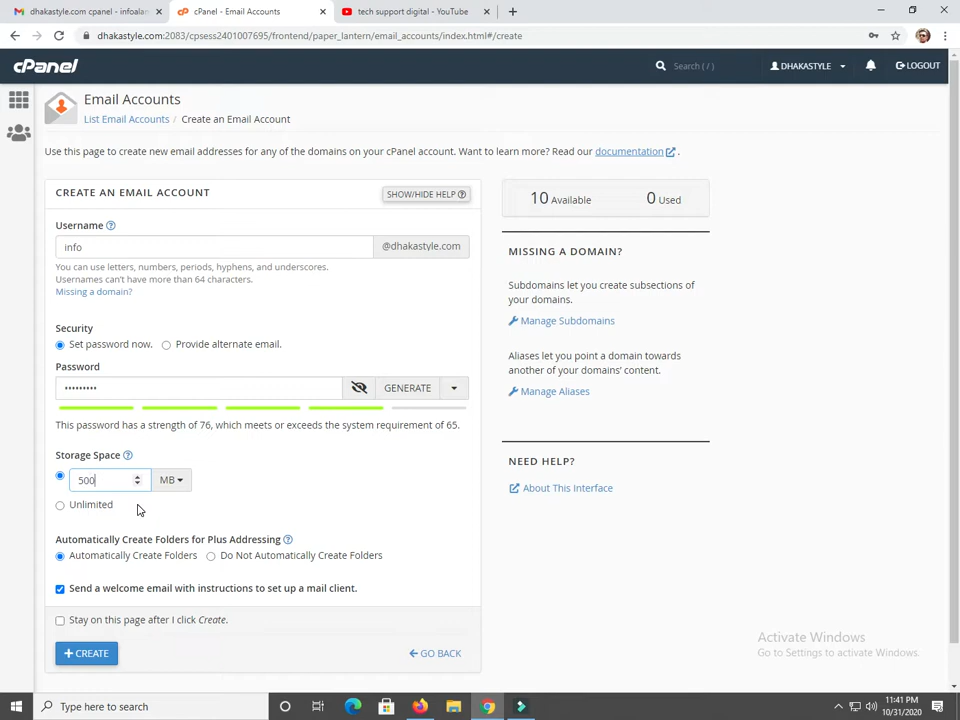 dhakastyle.com cpanel - infoalan
cPanel - Email Accounts
tech support digital - YouTube
dhakastyle.com:2083/cpsess2401007695/frontend/paper_lantern/email_accounts/index.html#/create
cPanel
Search ( / )
DHAKASTYLE
LOGOUT
Email Accounts
List Email Accounts / Create an Email Account
Use this page to create new email addresses for any of the domains on your cPanel account. Want to learn more? Read our documentation .
CREATE AN EMAIL ACCOUNT
SHOW/HIDE HELP
10 Available
0 Used
Username
info
@dhakastyle.com
You can use letters, numbers, periods, hyphens, and underscores.
Usernames can't have more than 64 characters.
Missing a domain?
MISSING A DOMAIN?
Subdomains let you create subsections of
your domains.
Manage Subdomains
Aliases let you point a domain towards
another of your domains' content.
Manage Aliases
Security
Set password now.
Provide alternate email.
Password
•••••••••
GENERATE
This password has a strength of 76, which meets or exceeds the system requirement of 65.
NEED HELP?
About This Interface
Storage Space
500
MB
Unlimited
Automatically Create Folders for Plus Addressing
Automatically Create Folders
Do Not Automatically Create Folders
Send a welcome email with instructions to set up a mail client.
Stay on this page after I click Create.
+ CREATE
GO BACK
Activate Windows
Go to Settings to activate Windows.
Type here to search
11:41 PM
10/31/2020